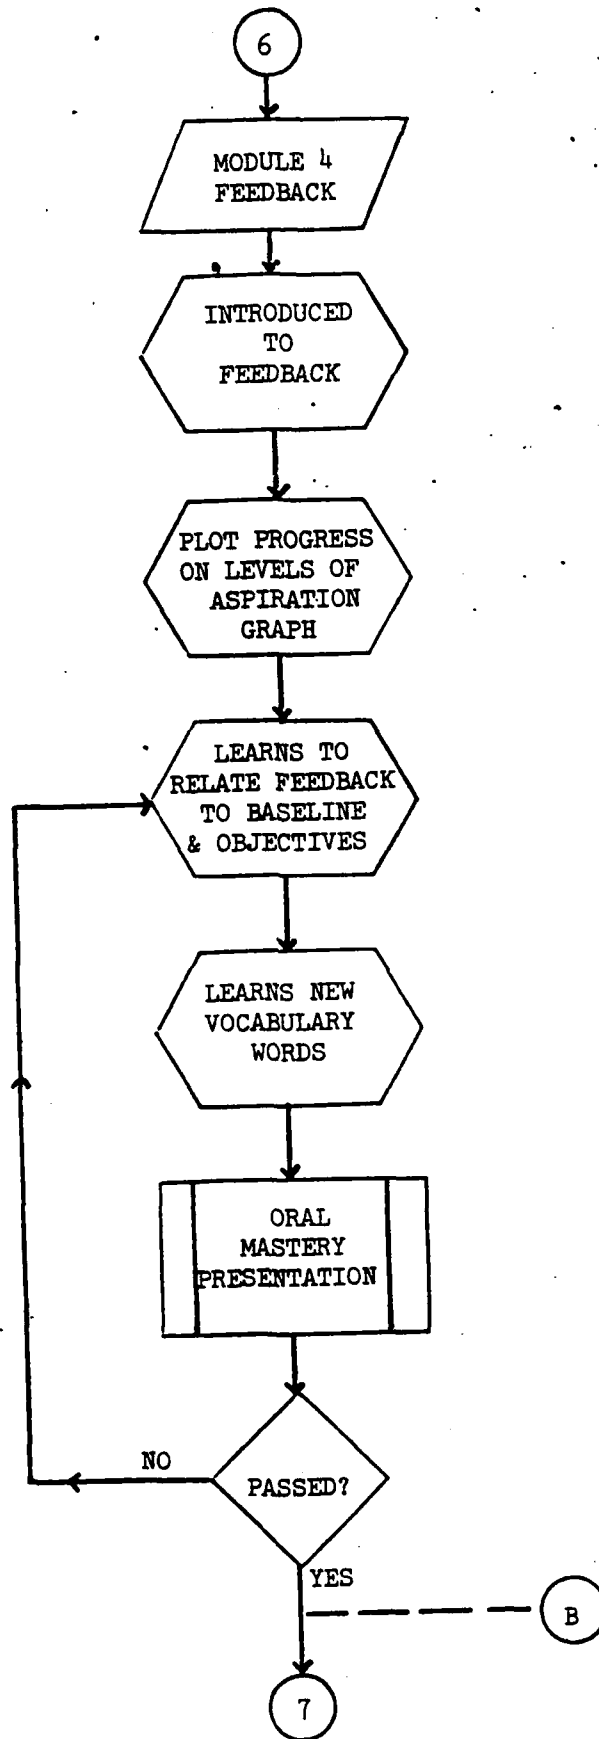 6
MODULE 4
FEEDBACK
INTRODUCED
TO
FEEDBACK
PLOT PROGRESS
ON LEVELS OF
ASPIRATION
GRAPH
LEARNS TO
RELATE FEEDBACK
TO BASELINE
& OBJECTIVES
LEARNS NEW
VOCABULARY
WORDS
ORAL
MASTERY
PRESENTATION
NO
PASSED?
YES
B
7